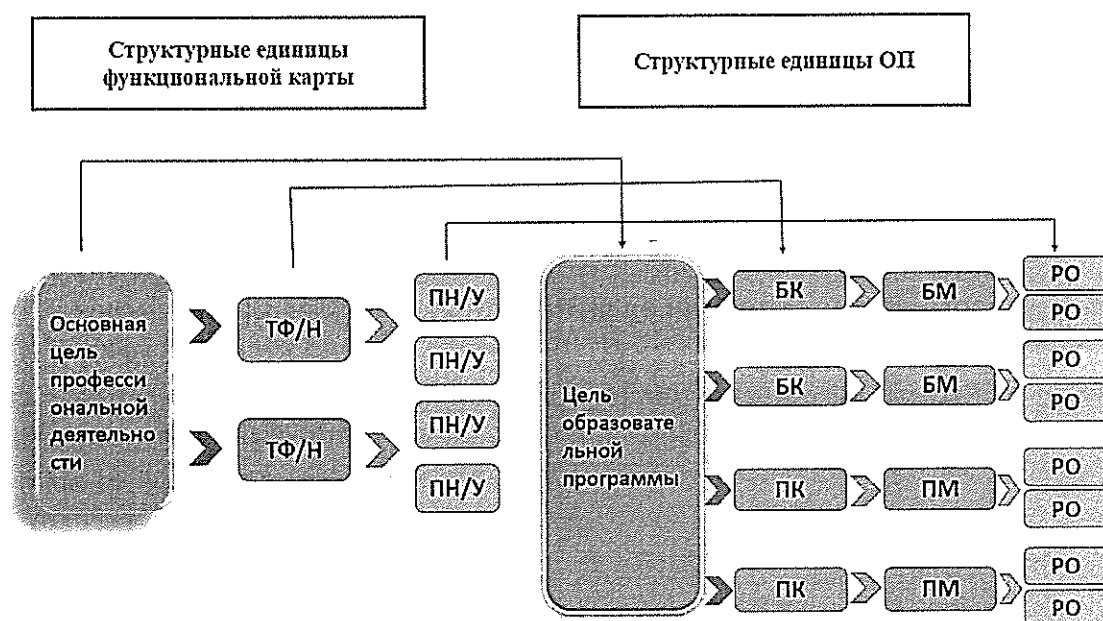 Структурные единицы
функциональной карты
Структурные единицы ОП
Основная
цель
професси
ональной
деятельно
сти
ТФ/Н
ТФ/Н
ПН/У
ПН/У
ПН/У
ПН/У
Цель
образовате
льной
программы
БК
БМ
РО
РО
БК
БМ
РО
РО
ПК
ПМ
РО
РО
ПК
ПМ
РО
РО